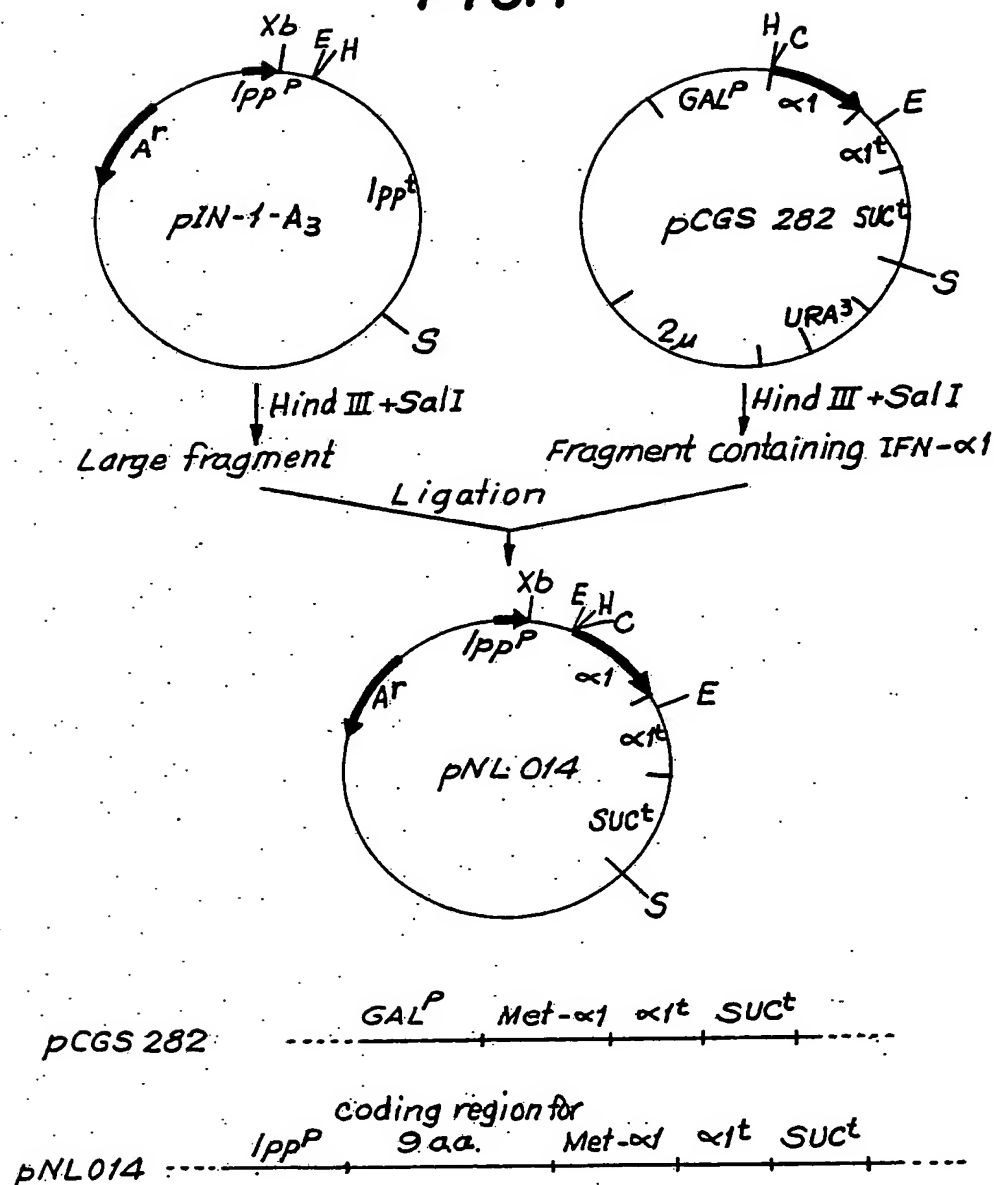 Xb
E H
lpp^P
A^r
lpp^t
pIN-1-A3
S
H C
GAL^P
α1
E
α1^t
pCGS 282 SUC^t
S
URA^3
2μ
Hind III+Sal I
Hind III+Sal I
Large fragment
Fragment containing IFN-α1
Ligation
Xb
E H C
lpp^P
α1
A^r
E
α1^t
pNL 014
SUC^t
S
GAL^P Met-α1 α1^t SUC^t
pCGS 282
coding region for
lpp^P 9 a.a. Met-α1 α1^t SUC^t
pNL 014